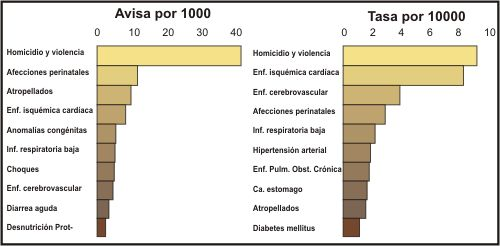 Avisa por 1000
0 10 20 30 40
Homicidio y violencia
Afecciones perinatales
Atropellados
Enf. isquémica cardíaca
Anomalías congénitas
Inf. respiratoria baja
Choques
Enf. cerebrovascular
Diarrea aguda
Desnutrición Prot-
Tasa por 10000
0 2 4 6 8 10
Homicidio y violencia
Enf. isquémica cardíaca
Enf. cerebrovascular
Afecciones perinatales
Inf. respiratoria baja
Hipertensión arterial
Enf. Pulm. Obst. Crónica
Ca. estomago
Atropellados
Diabetes mellitus